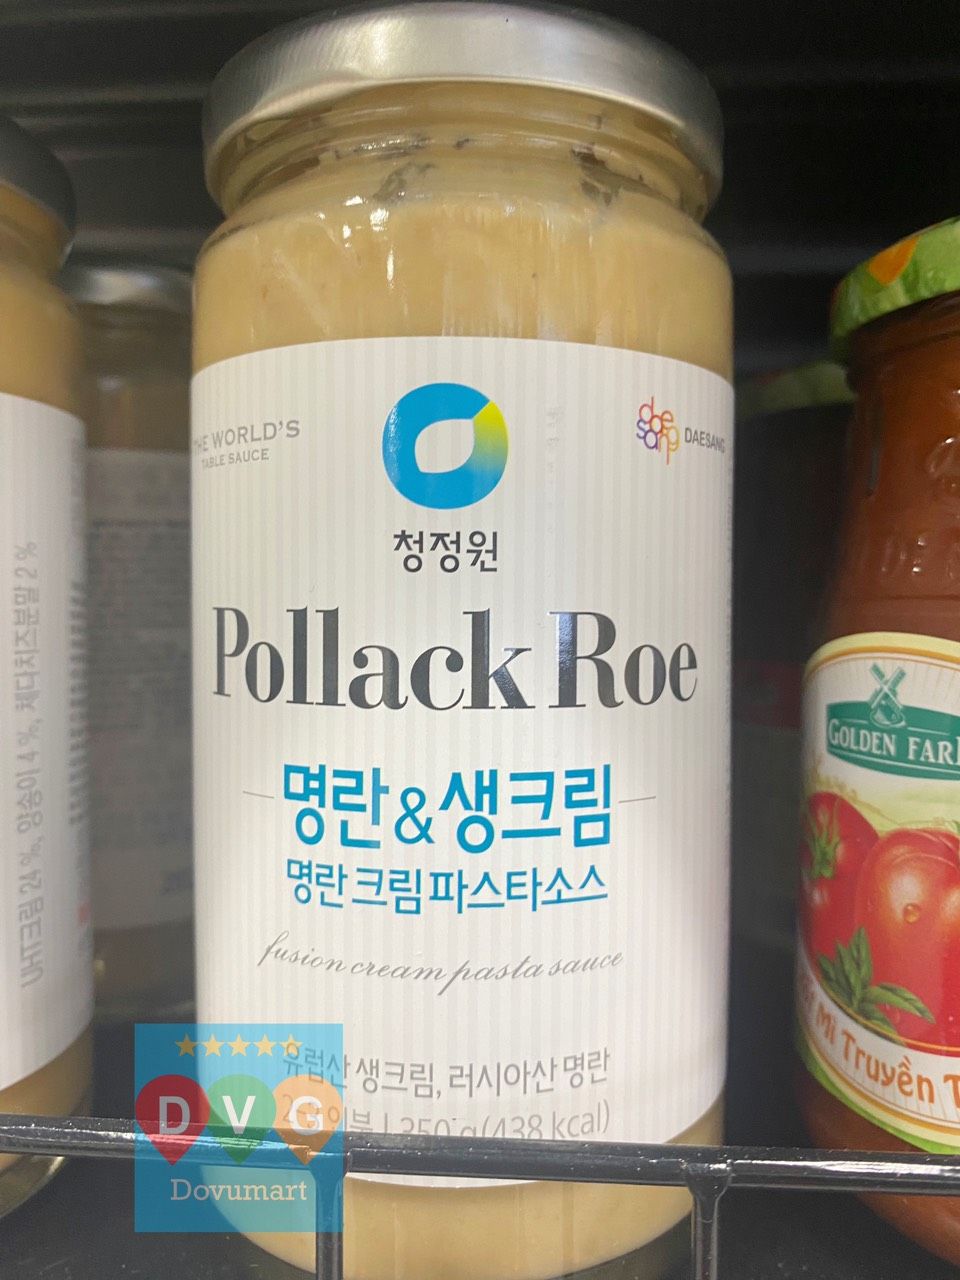 THE WORLD'S
TABLE SAUCE
daesang
DAESANG
청정원
Pollack Roe
명란&생크림
명란 크림 파스타소스
fusion cream pasta sauce
유럽산 생크림, 러시아산 명란
350 g (438 kcal)
UHT크림 24 %, 양송이 4 %, 체다치즈분말 2 %
GOLDEN FAR
Mì Truyền T
D V G
Dovumart